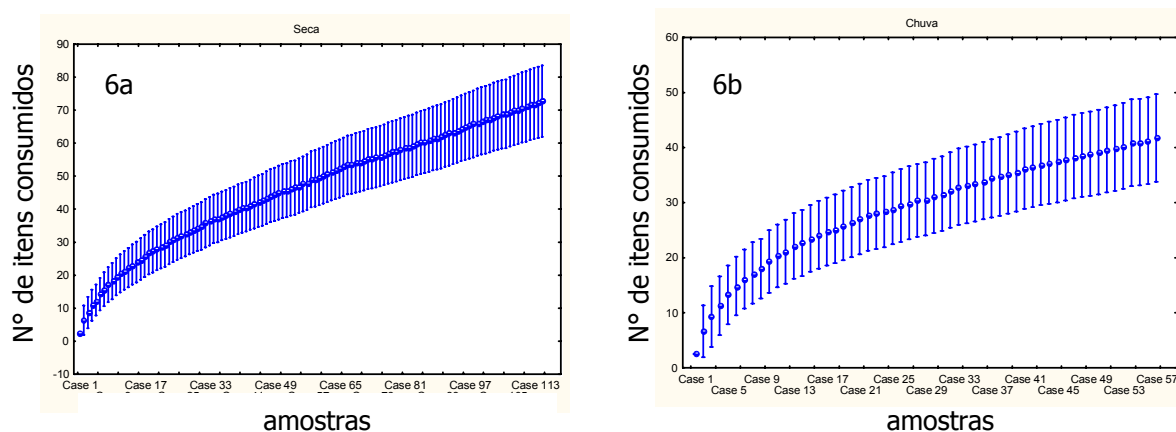 Seca
6a
N° de itens consumidos
90
80
70
60
50
40
30
20
10
0
-10
Case 1 Case 17 Case 33 Case 49 Case 65 Case 81 Case 97 Case 113
amostras
Chuva
6b
N° de itens consumidos
60
50
40
30
20
10
0
Case 1 Case 9 Case 17 Case 25 Case 33 Case 41 Case 49 Case 57
Case 5 Case 13 Case 21 Case 29 Case 37 Case 45 Case 53
amostras